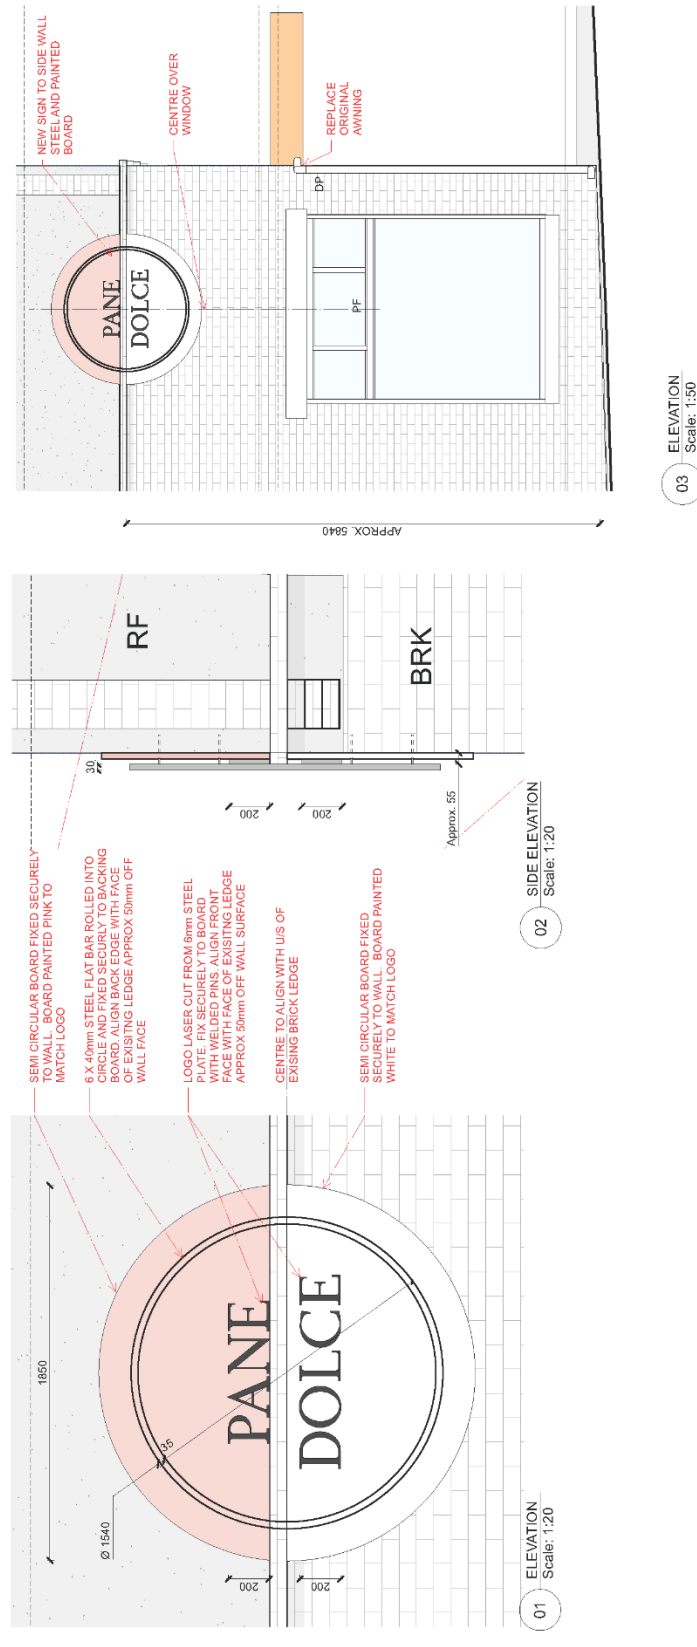 SEMI CIRCULAR BOARD FIXED SECURELY
TO WALL. BOARD PAINTED PINK TO
MATCH LOGO
6 X 40mm STEEL FLAT BAR ROLLED INTO
CIRCLE AND FIXED SECURLY TO BACKING
BOARD. ALIGN BACK EDGE WITH FACE
OF EXISITNG LEDGE APPROX 50mm OFF
WALL FACE
LOGO LASER CUT FROM 6mm STEEL
PLATE. FIX SECURELY TO BOARD
WITH WELDED PINS. ALIGN FRONT
FACE WITH FACE OF EXISITNG LEDGE
APPROX 50mm OFF WALL SURFACE
CENTRE TO ALIGN WITH U/S OF
EXISING BRICK LEDGE
SEMI CIRCULAR BOARD FIXED
SECURELY TO WALL. BOARD PAINTED
WHITE TO MATCH LOGO
1850
Ø 1540
35
PANE
DOLCE
200
200
01
ELEVATION
Scale: 1:20
RF
BRK
30
200
200
Approx. 55
02
SIDE ELEVATION
Scale: 1:20
NEW SIGN TO SIDE WALL
STEEL AND PAINTED
BOARD
CENTRE OVER
WINDOW
REPLACE
ORIGINAL
AWNING
PANE
DOLCE
DP
PF
APPROX. 5840
03
ELEVATION
Scale: 1:50